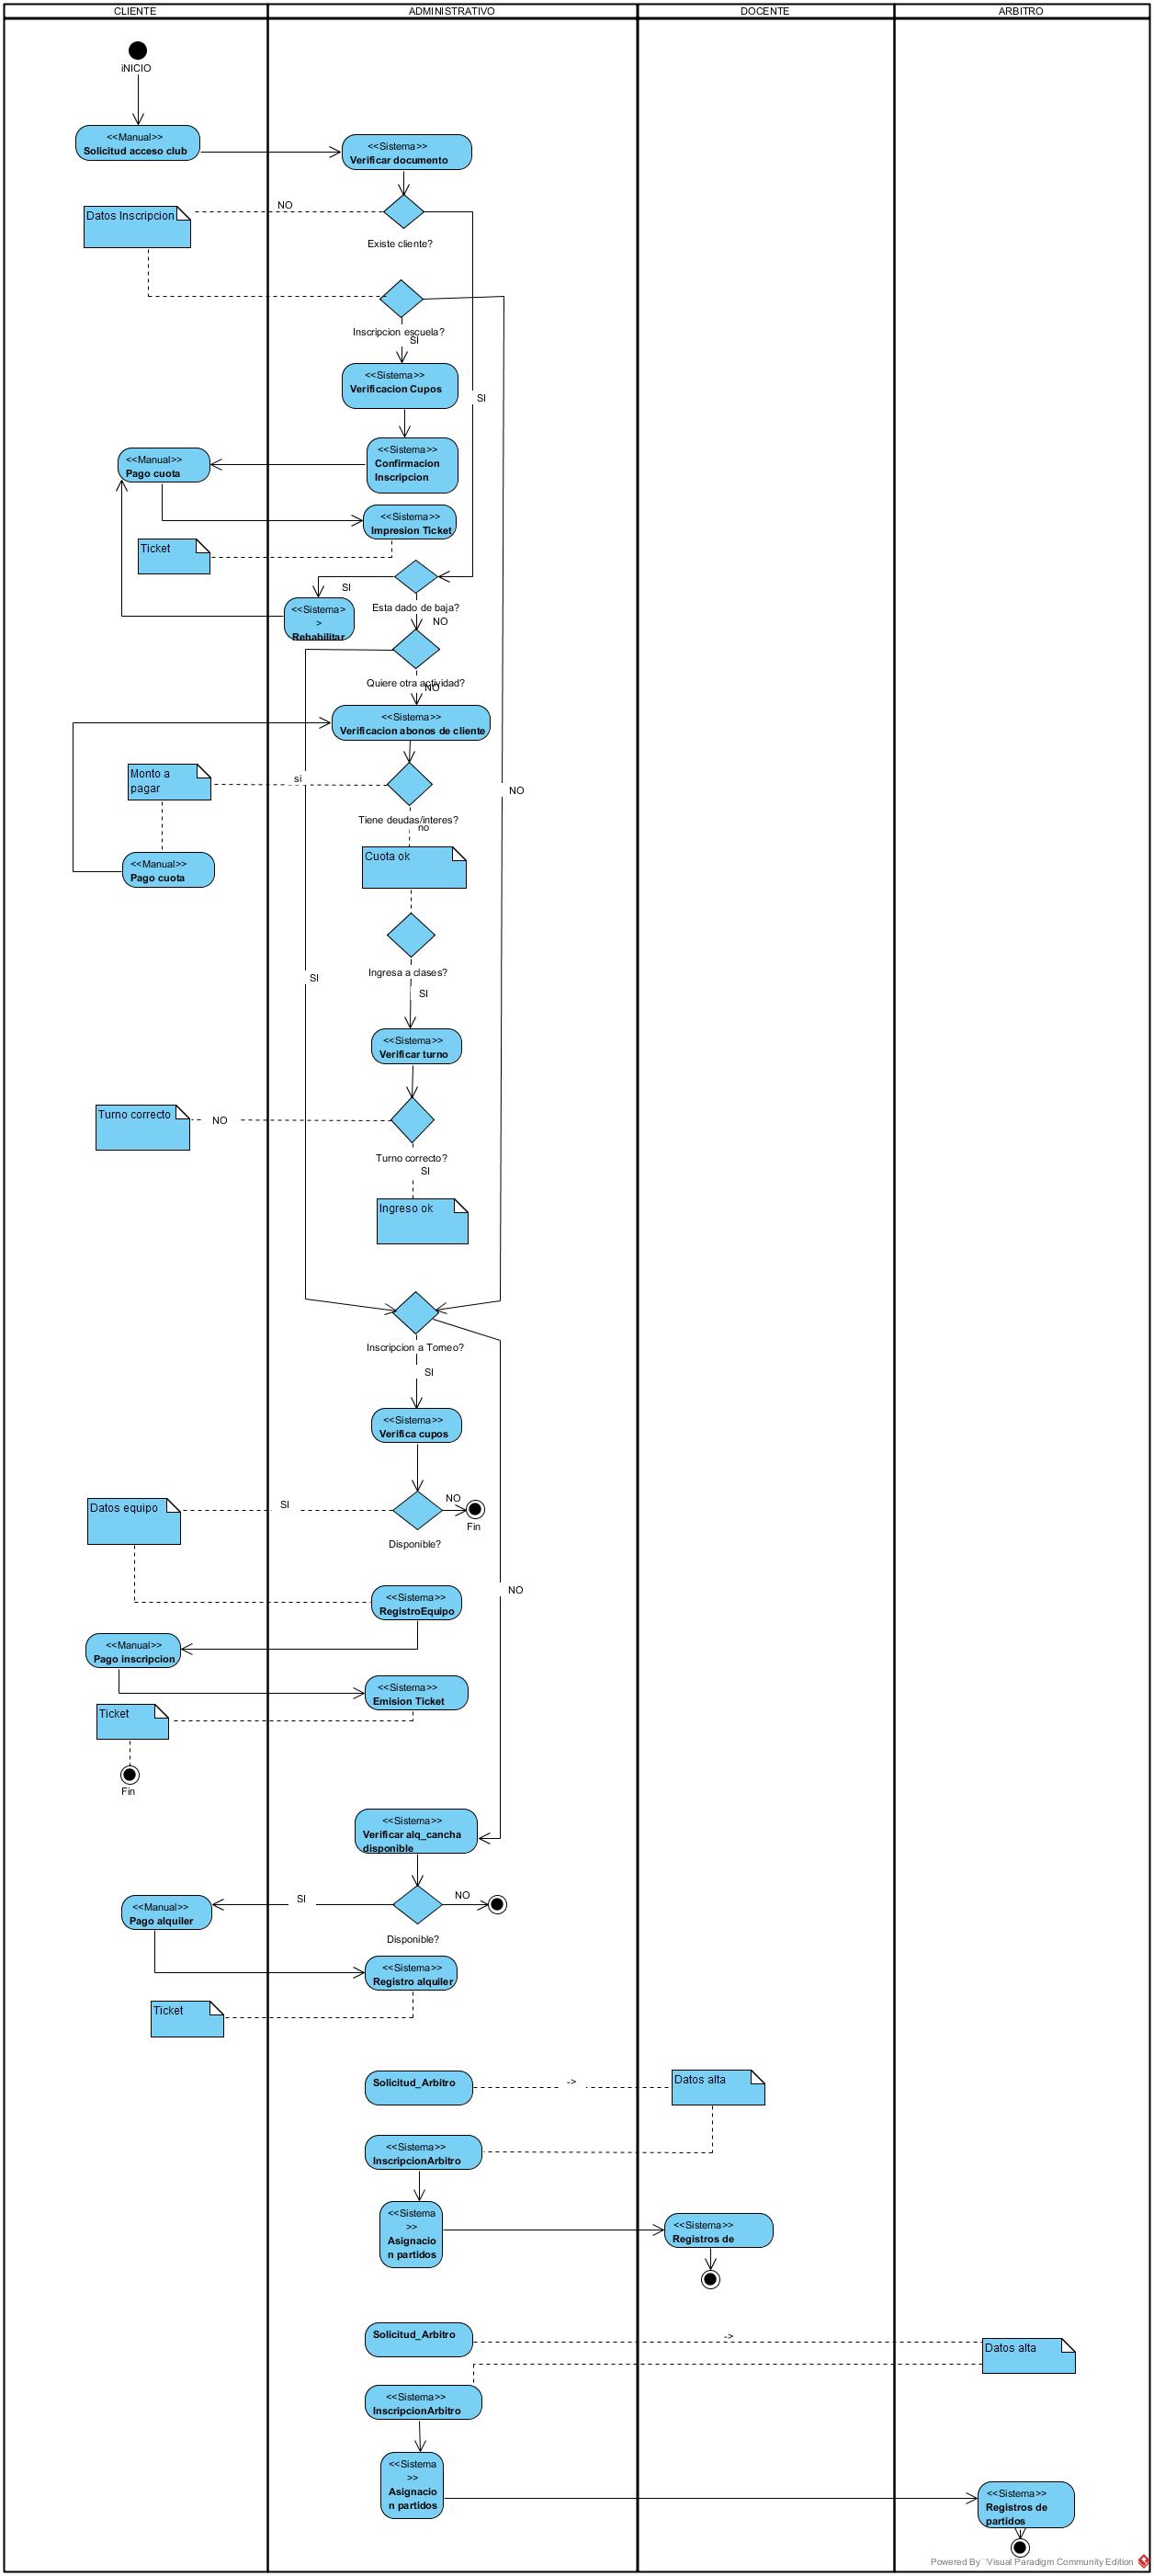 CLIENTE
ADMINISTRATIVO
DOCENTE
ARBITRO
iNICIO
<<Manual>>
Solicitud acceso club
<<Sistema>>
Verificar documento
Datos Inscripcion
NO
Existe cliente?
Inscripcion escuela?
SI
<<Sistema>>
Verificacion Cupos
SI
<<Manual>>
Pago cuota
<<Sistema>>
Confirmacion
Inscripcion
<<Sistema>>
Impresion Ticket
Ticket
SI
<<Sistema>
>
Rehabilitar
Esta dado de baja?
NO
Quiere otra actividad?
NO
<<Sistema>>
Verificacion abonos de cliente
Monto a
pagar
si
NO
Tiene deudas/interes?
no
<<Manual>>
Pago cuota
Cuota ok
Ingresa a clases?
SI
SI
<<Sistema>>
Verificar turno
Turno correcto
NO
Turno correcto?
SI
Ingreso ok
Inscripcion a Torneo?
SI
<<Sistema>>
Verifica cupos
Datos equipo
SI
NO
Fin
Disponible?
NO
<<Sistema>>
RegistroEquipo
<<Manual>>
Pago inscripcion
<<Sistema>>
Emision Ticket
Ticket
Fin
<<Sistema>>
Verificar alq_cancha
disponible
<<Manual>>
Pago alquiler
SI
NO
Disponible?
<<Sistema>>
Registro alquiler
Ticket
Solicitud_Arbitro
->
Datos alta
<<Sistema>>
InscripcionArbitro
<<Sistema
>>
Asignacio
n partidos
<<Sistema>>
Registros de
Solicitud_Arbitro
->
Datos alta
<<Sistema>>
InscripcionArbitro
<<Sistema
>>
Asignacio
n partidos
<<Sistema>>
Registros de
partidos
Powered By Visual Paradigm Community Edition